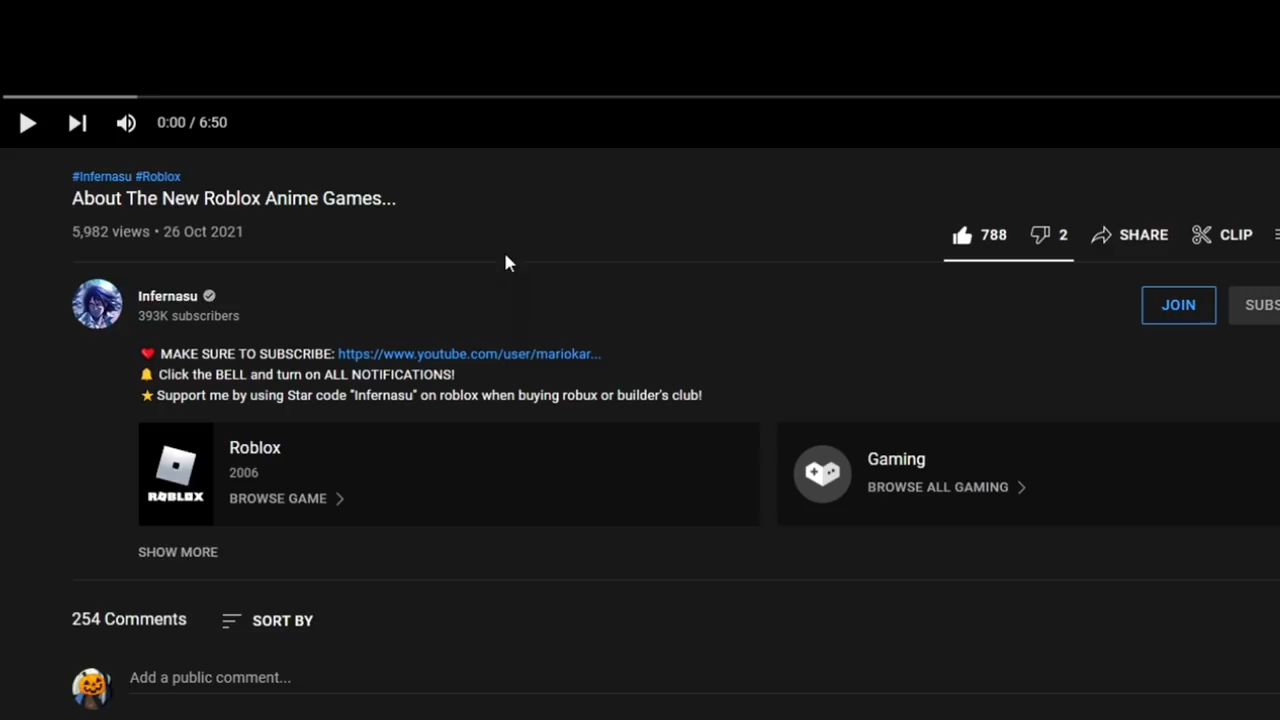 0:00 / 6:50
#Infernasu #Roblox
About The New Roblox Anime Games...
5,982 views • 26 Oct 2021
788
2
SHARE
CLIP
Infernasu
393K subscribers
JOIN
SUBS
❤️ MAKE SURE TO SUBSCRIBE: https://www.youtube.com/user/mariokar...
🔔 Click the BELL and turn on ALL NOTIFICATIONS!
⭐ Support me by using Star code "Infernasu" on roblox when buying robux or builder's club!
ROBLOX
Roblox
2006
BROWSE GAME
Gaming
BROWSE ALL GAMING
SHOW MORE
254 Comments
SORT BY
Add a public comment...